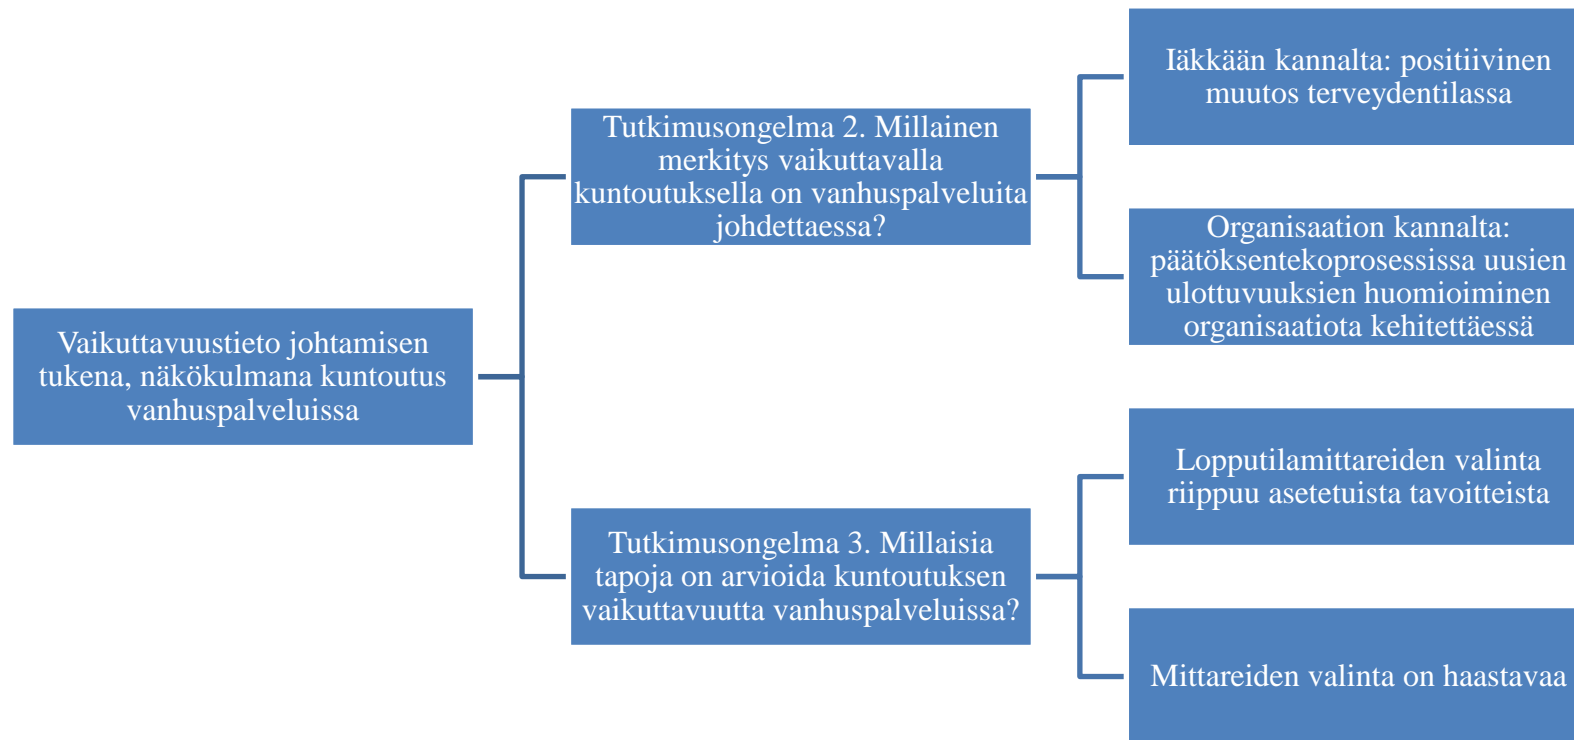 Vaikuttavuustieto johtamisen
tukena, näkökulmana kuntoutus
vanhuspalveluissa
Tutkimusongelma 2. Millainen
merkitys vaikuttavalla
kuntoutuksella on vanhuspalveluita
johdettaessa?
Iäkkään kannalta: positiivinen
muutos terveydentilassa
Organisaation kannalta:
päätöksentekoprosessissa uusien
ulottuvuuksien huomioiminen
organisaatiota kehitettäessä
Tutkimusongelma 3. Millaisia
tapoja on arvioida kuntoutuksen
vaikuttavuutta vanhuspalveluissa?
Lopputilamittareiden valinta
riippuu asetetuista tavoitteista
Mittareiden valinta on haastavaa